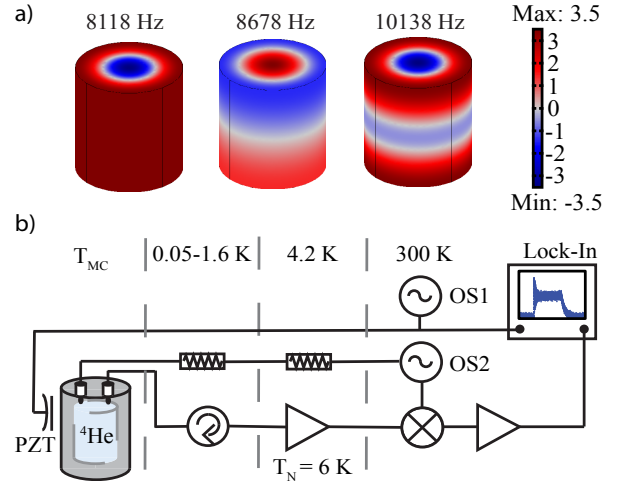 a)
8118 Hz 8678 Hz 10138 Hz
Max: 3.5
3
2
1
0
-1
-2
-3
Min: -3.5
b)
T_MC 0.05-1.6 K 4.2 K 300 K Lock-In
OS1
OS2
PZT
⁴He
T_N = 6 K